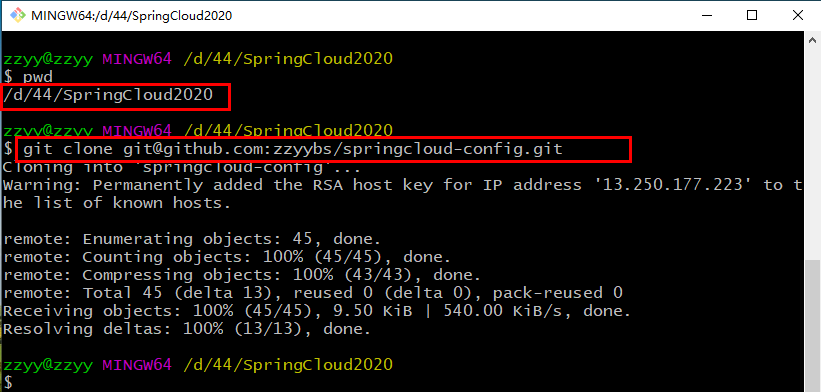 MINGW64:/d/44/SpringCloud2020
zzyy@zzyy MINGW64 /d/44/SpringCloud2020
$ pwd
/d/44/SpringCloud2020
zzyy@zzyy MINGW64 /d/44/SpringCloud2020
$ git clone git@github.com:zzyybs/springcloud-config.git
Cloning into 'springcloud-config'...
Warning: Permanently added the RSA host key for IP address '13.250.177.223' to t
he list of known hosts.
remote: Enumerating objects: 45, done.
remote: Counting objects: 100% (45/45), done.
remote: Compressing objects: 100% (43/43), done.
remote: Total 45 (delta 13), reused 0 (delta 0), pack-reused 0
Receiving objects: 100% (45/45), 9.50 KiB | 540.00 KiB/s, done.
Resolving deltas: 100% (13/13), done.
zzyy@zzyy MINGW64 /d/44/SpringCloud2020
$